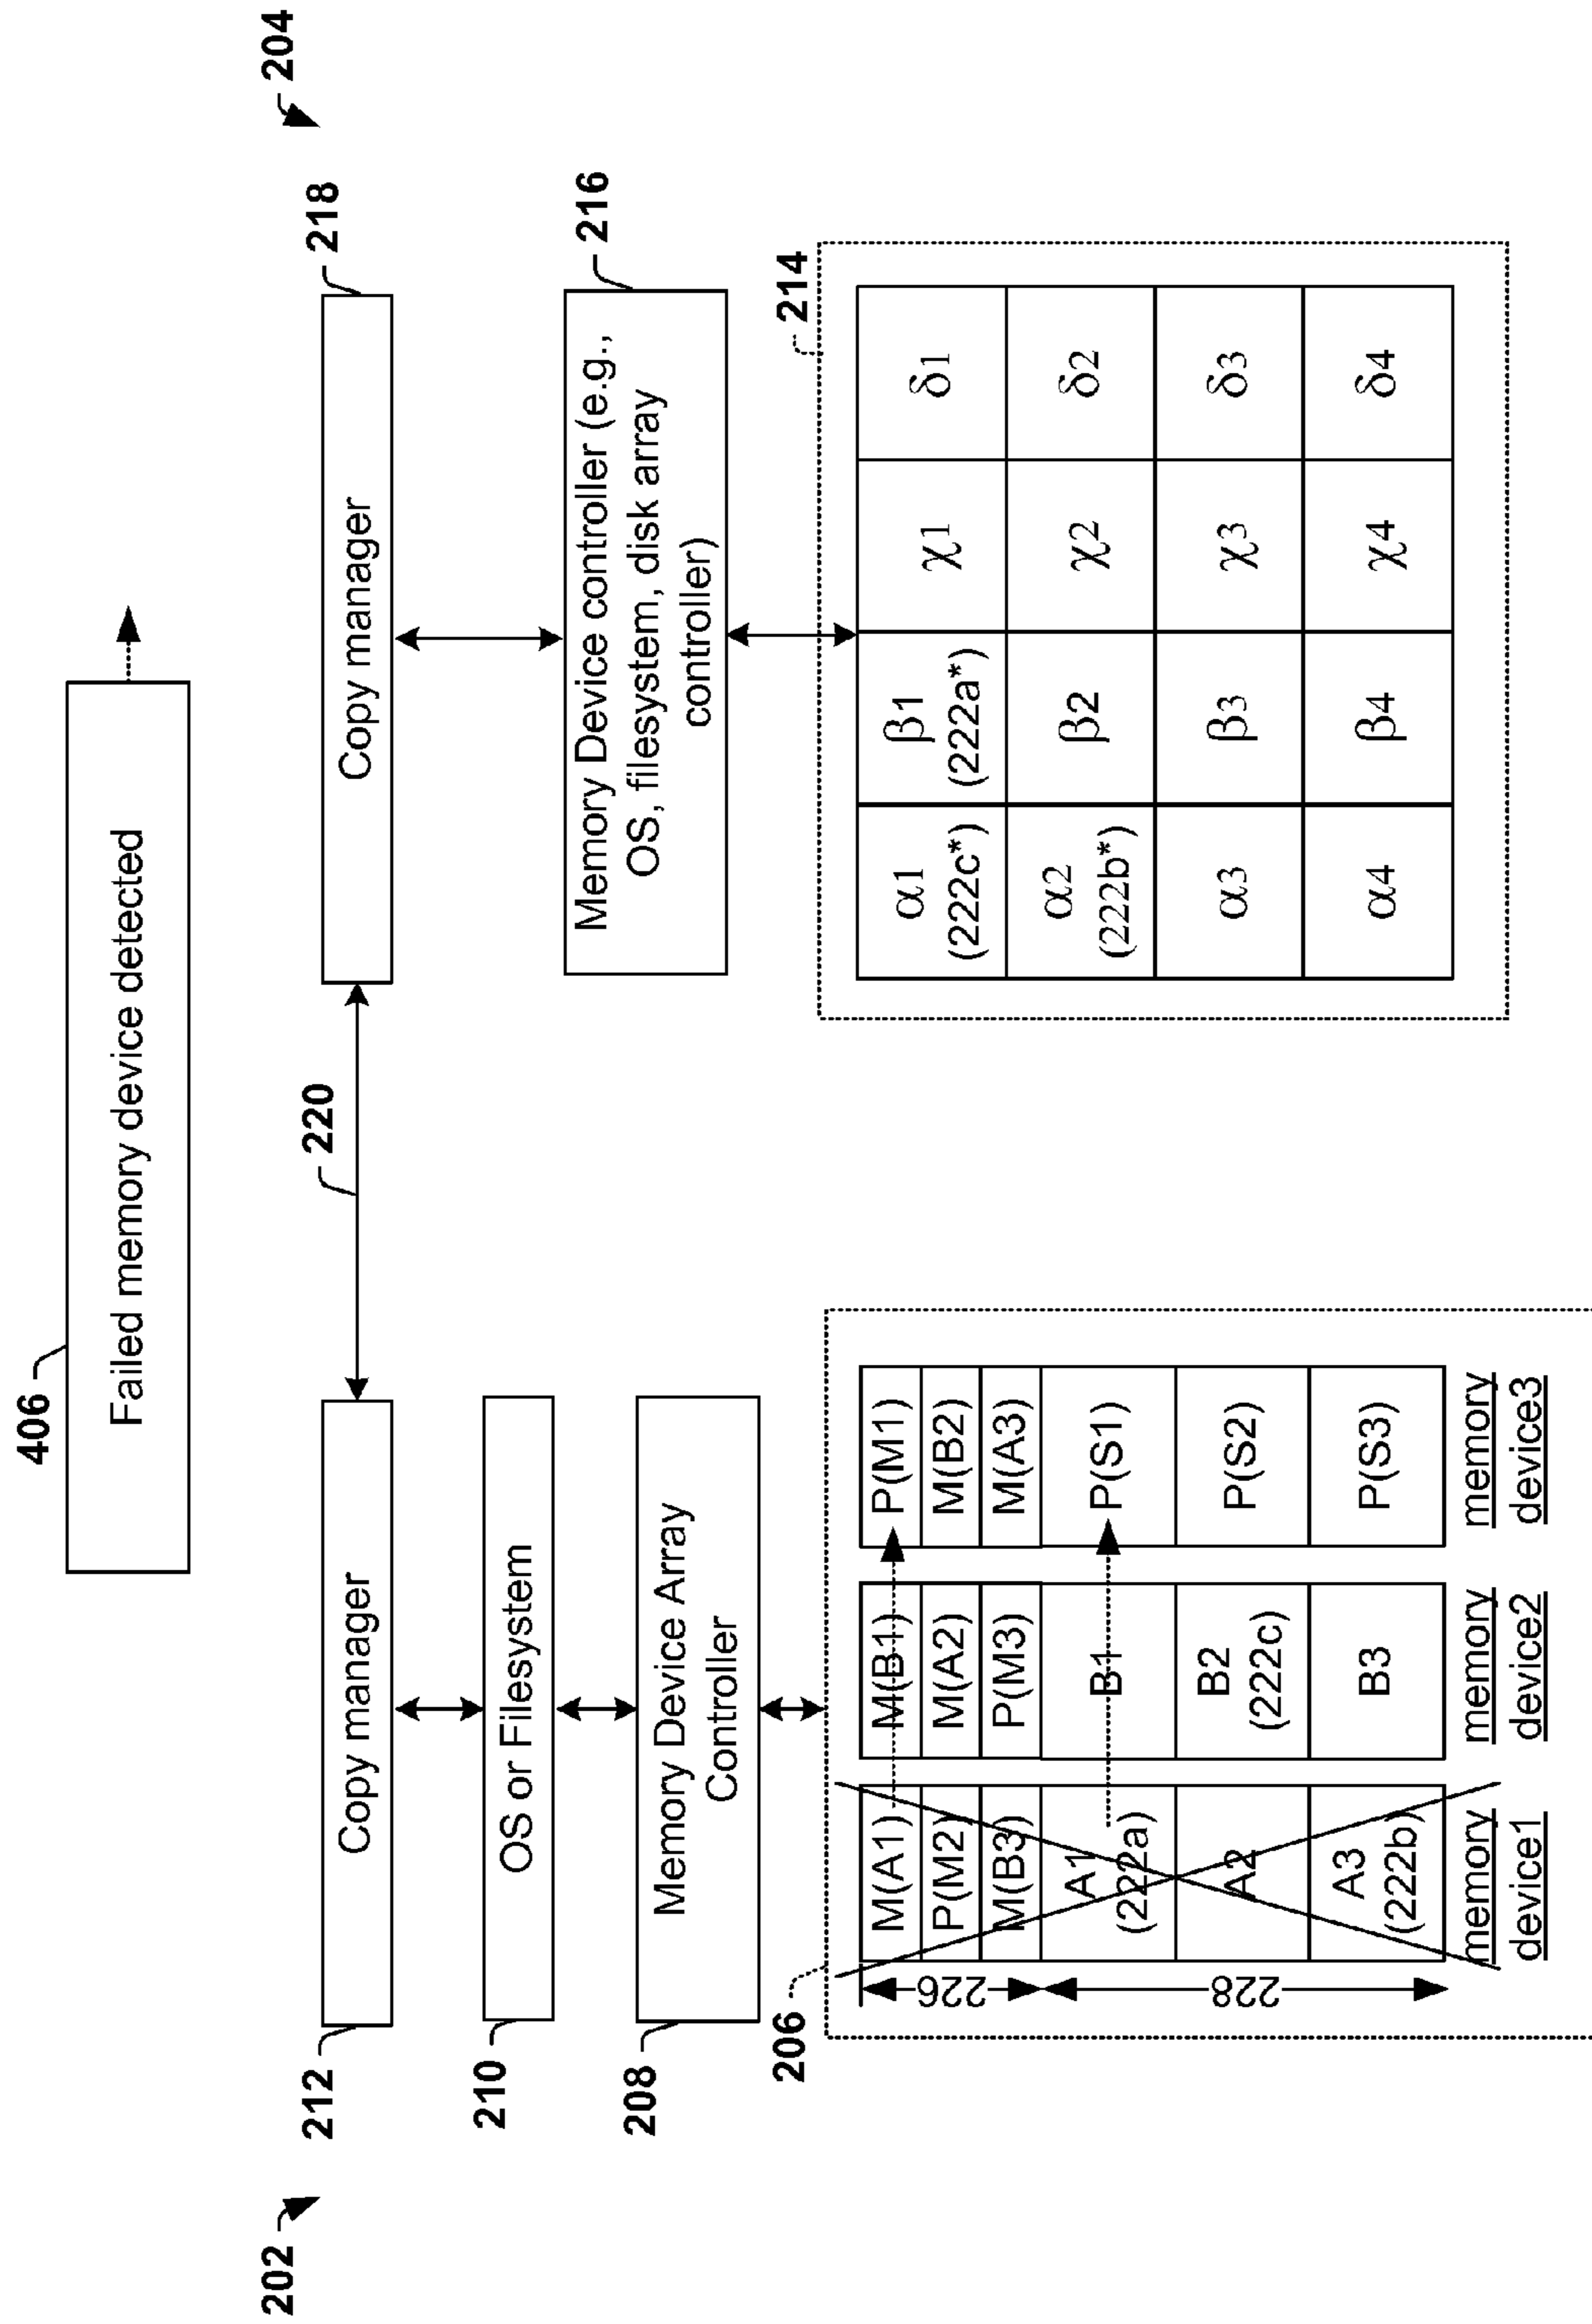 406
Failed memory device detected
202
204
212
Copy manager
220
Copy manager
218
210
OS or Filesystem
208
Memory Device Array
Controller
Memory Device controller (e.g.,
OS, filesystem, disk array
controller)
216
206
226
228
M(A1)
P(M2)
M(B3)
A1
(222a)
A2
A3
(222b)
memory
device1
M(B1)
M(A2)
P(M3)
B1
B2
(222c)
B3
memory
device2
P(M1)
M(B2)
M(A3)
P(S1)
P(S2)
P(S3)
memory
device3
214
α1
(222c*)
β1
(222a*)
χ1
δ1
α2
(222b*)
β2
χ2
δ2
α3
β3
χ3
δ3
α4
β4
χ4
δ4